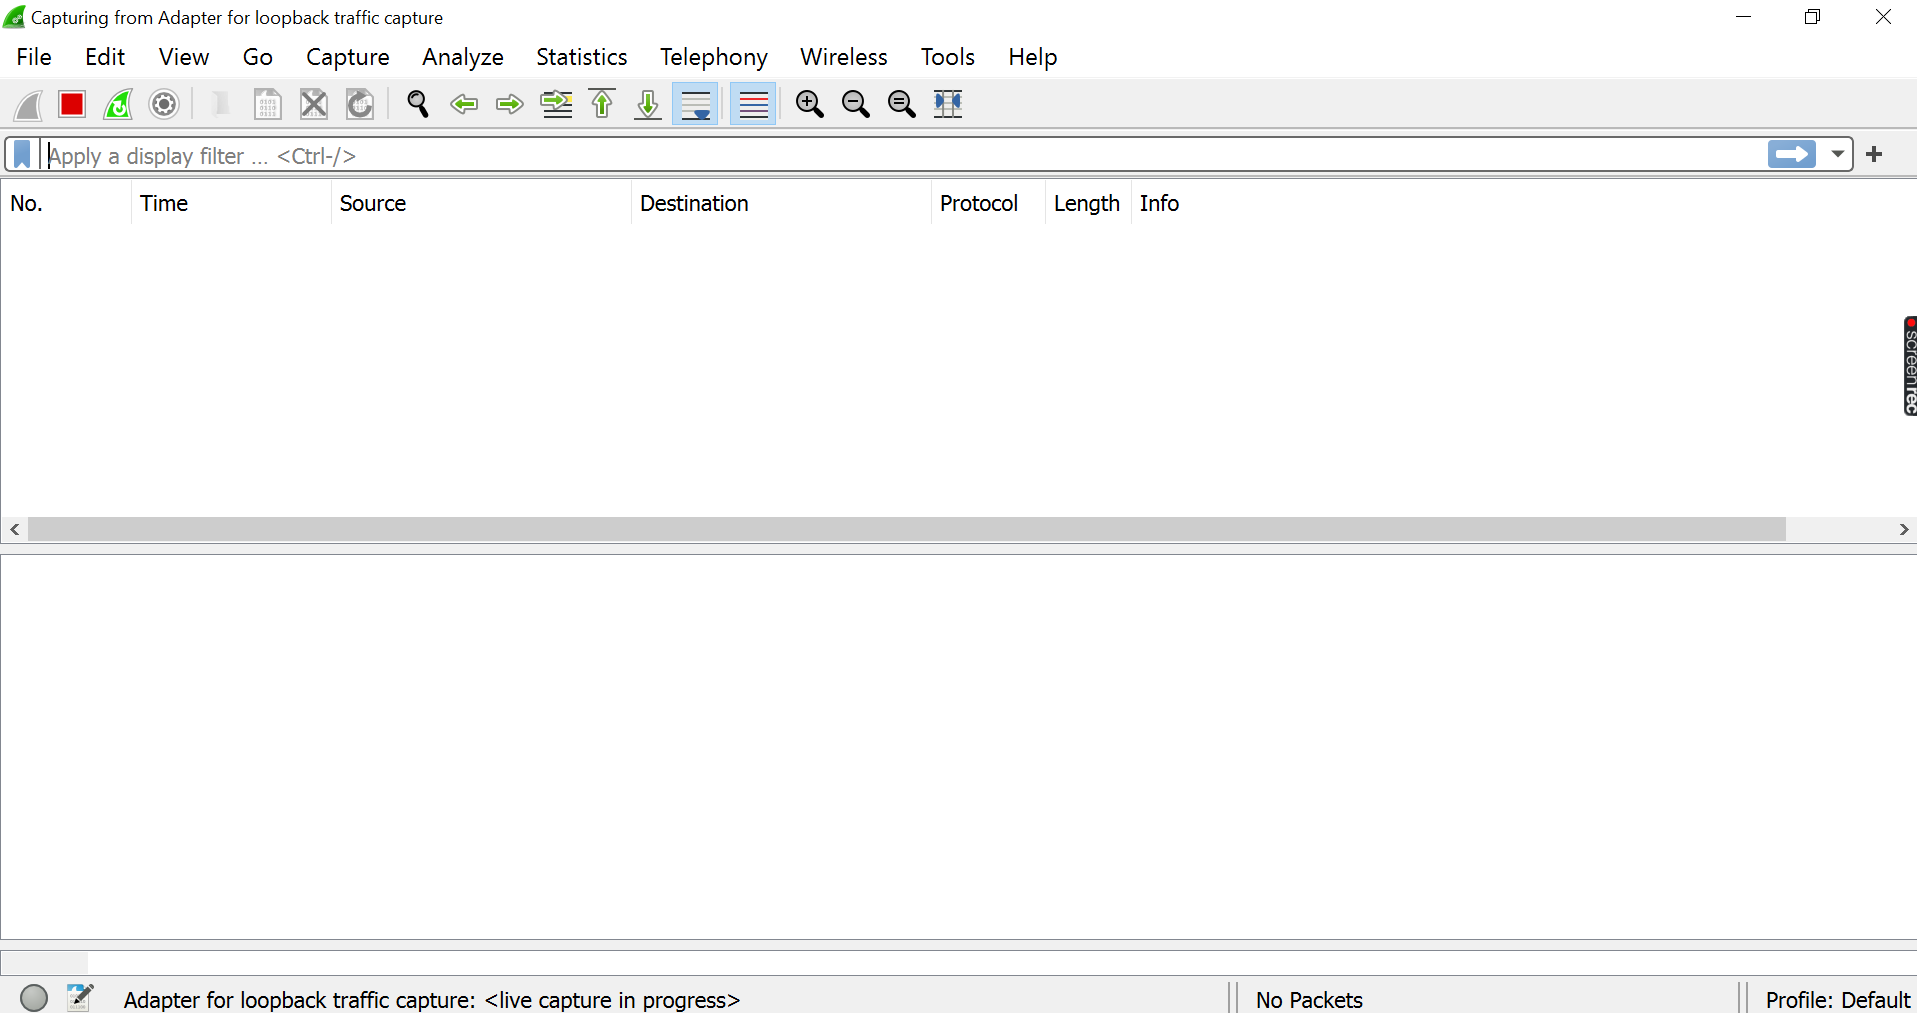 Capturing from Adapter for loopback traffic capture
File Edit View Go Capture Analyze Statistics Telephony Wireless Tools Help
Apply a display filter ... <Ctrl-/>
No. Time Source Destination Protocol Length Info
screenrec
Adapter for loopback traffic capture: <live capture in progress> No Packets Profile: Default